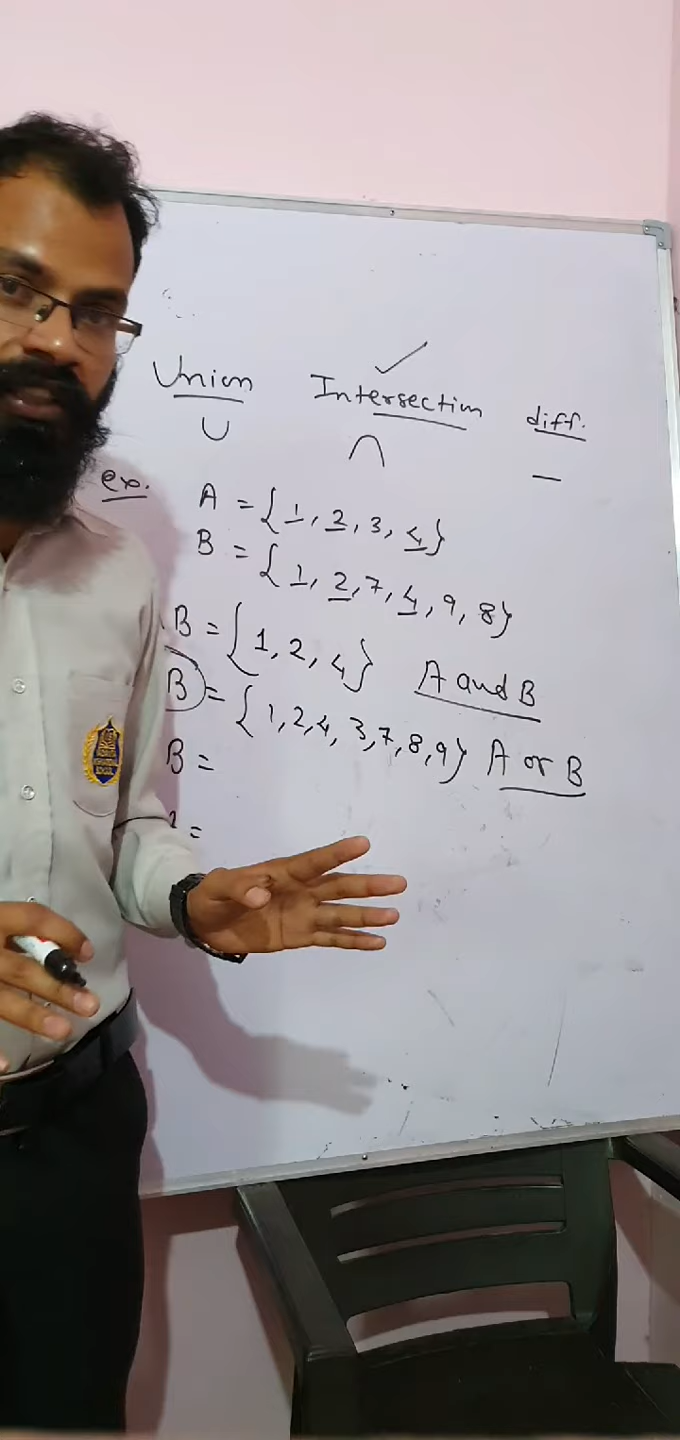 Union Intersection diff.
∪ ∩ —
ex. A = {1, 2, 3, 4}
B = {1, 2, 7, 4, 9, 8}
B = {1, 2, 4} A and B
B = {1, 2, 4, 3, 7, 8, 9} A or B
B =
=